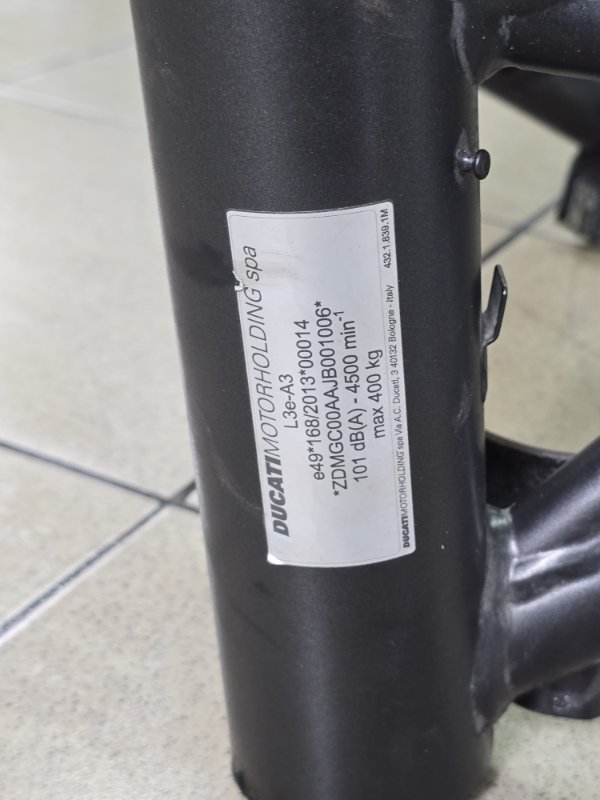 DUCATIMOTORHOLDING spa
L3e-A3
e49*168/2013*00014
*ZDMGC00AAJB001006*
101 dB(A) - 4500 min-1
max 400 kg
DUCATIMOTORHOLDING spa Via A.C. Ducati, 3 40132 Bologna - Italy 432.1.839.1M